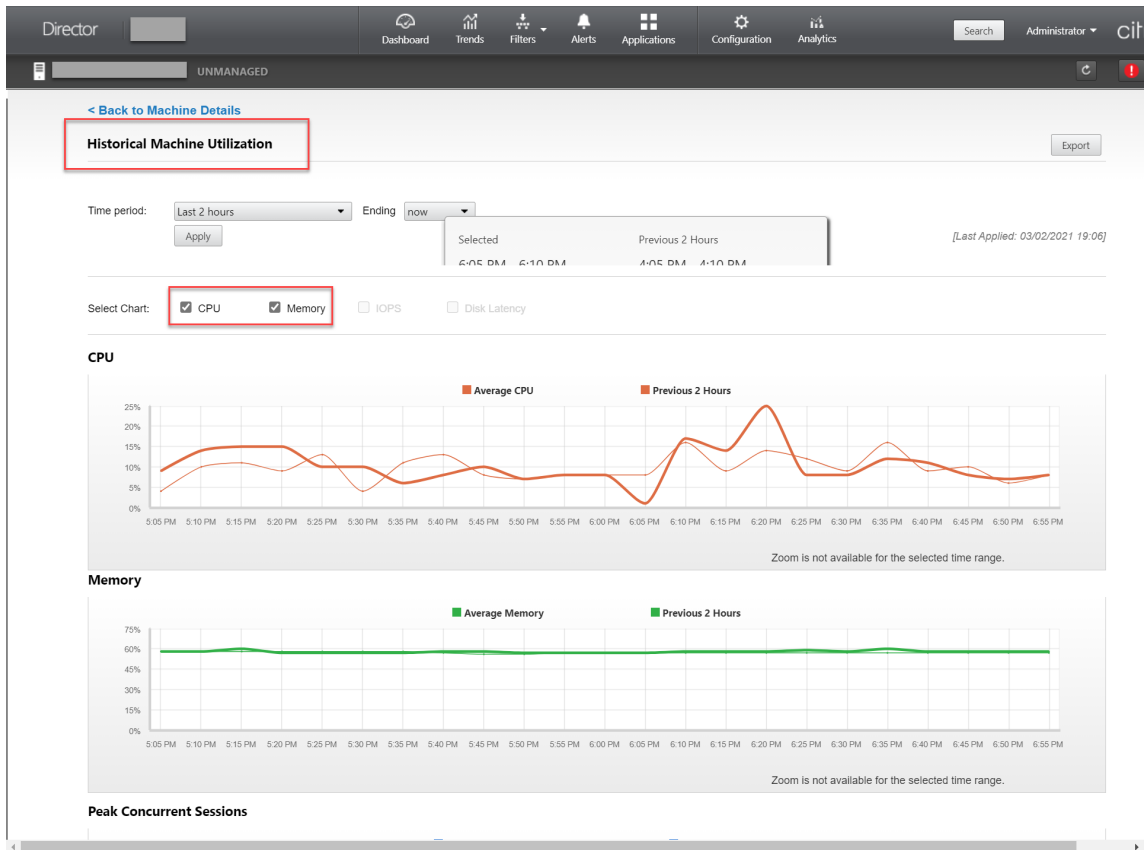 Director
Dashboard Trends Filters Alerts Applications Configuration Analytics
Search Administrator
UNMANAGED
< Back to Machine Details
Historical Machine Utilization
Export
Time period: Last 2 hours Ending now
Apply
Selected Previous 2 Hours
[Last Applied: 03/02/2021 19:06]
6:05 PM - 6:10 PM 4:05 PM - 4:10 PM
Select Chart: CPU Memory IOPS Disk Latency
CPU
Average CPU Previous 2 Hours
25%
20%
15%
10%
5%
0%
5:05 PM 5:10 PM 5:15 PM 5:20 PM 5:25 PM 5:30 PM 5:35 PM 5:40 PM 5:45 PM 5:50 PM 5:55 PM 6:00 PM 6:05 PM 6:10 PM 6:15 PM 6:20 PM 6:25 PM 6:30 PM 6:35 PM 6:40 PM 6:45 PM 6:50 PM 6:55 PM
Zoom is not available for the selected time range.
Memory
Average Memory Previous 2 Hours
75%
60%
45%
30%
15%
0%
5:05 PM 5:10 PM 5:15 PM 5:20 PM 5:25 PM 5:30 PM 5:35 PM 5:40 PM 5:45 PM 5:50 PM 5:55 PM 6:00 PM 6:05 PM 6:10 PM 6:15 PM 6:20 PM 6:25 PM 6:30 PM 6:35 PM 6:40 PM 6:45 PM 6:50 PM 6:55 PM
Zoom is not available for the selected time range.
Peak Concurrent Sessions